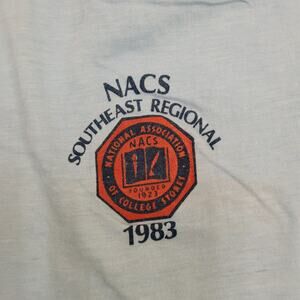 NACS
SOUTHEAST REGIONAL
NATIONAL ASSOCIATION
NACS
FOUNDED
1923
OF COLLEGE STORES
1983